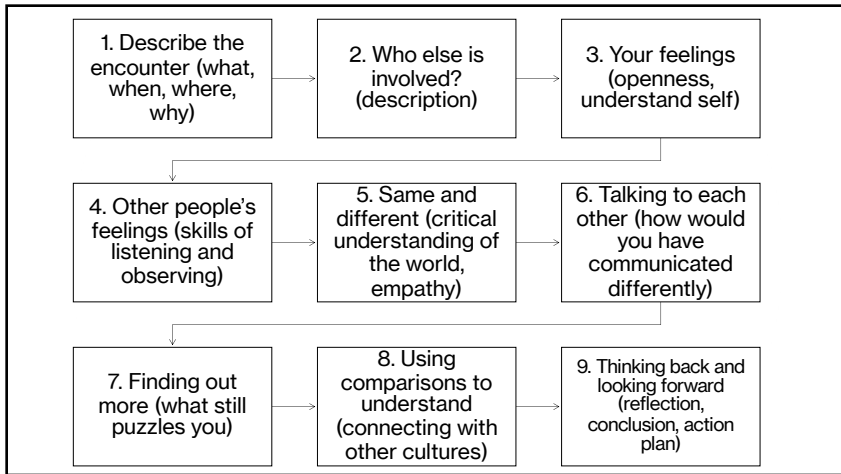 1. Describe the
encounter (what,
when, where,
why)
2. Who else is
involved?
(description)
3. Your feelings
(openness,
understand self)
4. Other people’s
feelings (skills of
listening and
observing)
5. Same and
different (critical
understanding of
the world,
empathy)
6. Talking to each
other (how would
you have
communicated
differently)
7. Finding out
more (what still
puzzles you)
8. Using
comparisons to
understand
(connecting with
other cultures)
9. Thinking back and
looking forward
(reflection,
conclusion, action
plan)